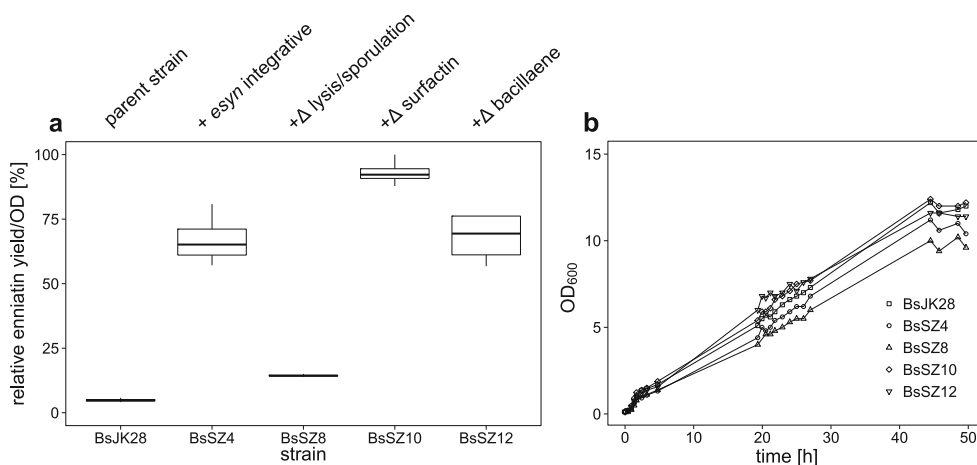 parent strain
+ esyn integrative
+Δ lysis/sporulation
+Δ surfactin
+Δ bacillaene
a
relative enniatin yield/OD [%]
100
75
50
25
0
BsJK28
BsSZ4
BsSZ8
BsSZ10
BsSZ12
strain
b
OD600
15
10
5
0
BsJK28
BsSZ4
BsSZ8
BsSZ10
BsSZ12
0
10
20
30
40
50
time [h]